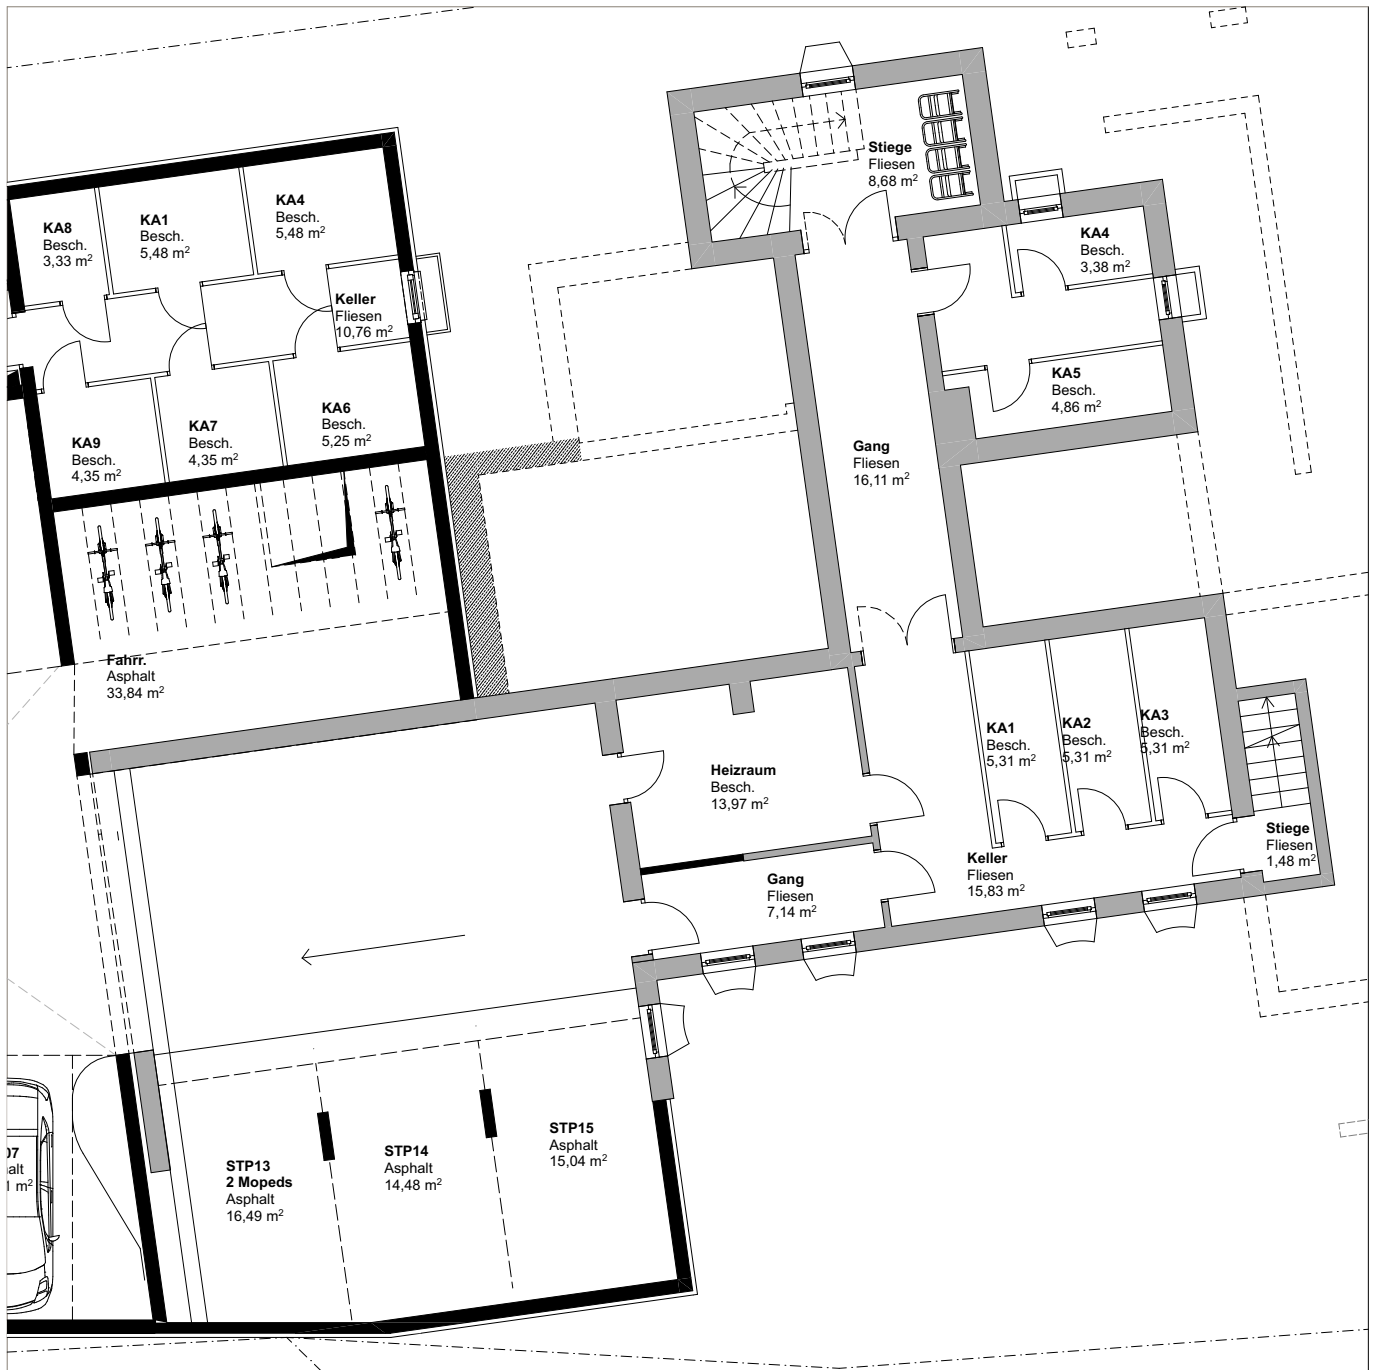 Stiege
Fliesen
8,68 m²
KA8
Besch.
3,33 m²
KA1
Besch.
5,48 m²
KA4
Besch.
5,48 m²
KA4
Besch.
3,38 m²
Keller
Fliesen
10,76 m²
KA5
Besch.
4,86 m²
KA9
Besch.
4,35 m²
KA7
Besch.
4,35 m²
KA6
Besch.
5,25 m²
Gang
Fliesen
16,11 m²
Fahrr.
Asphalt
33,84 m²
KA1
Besch.
5,31 m²
KA2
Besch.
5,31 m²
KA3
Besch.
5,31 m²
Heizraum
Besch.
13,97 m²
Stiege
Fliesen
1,48 m²
Keller
Fliesen
15,83 m²
Gang
Fliesen
7,14 m²
07
alt
1 m²
STP13
2 Mopeds
Asphalt
16,49 m²
STP14
Asphalt
14,48 m²
STP15
Asphalt
15,04 m²